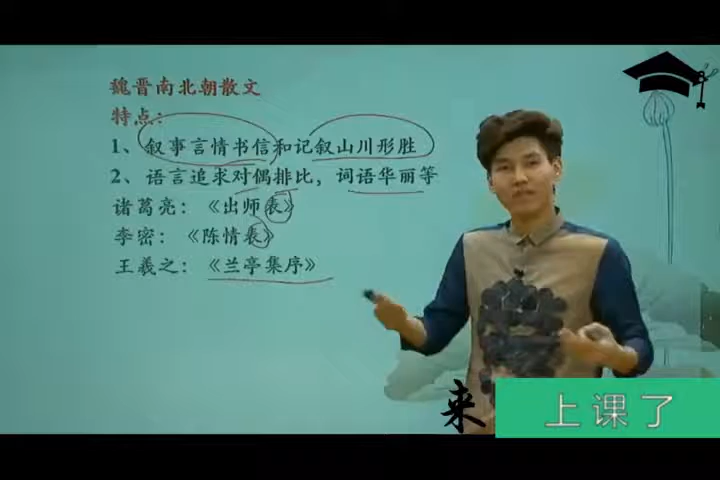 魏晋南北朝散文
特点：
1、叙事言情书信和记叙山川形胜
2、语言追求对偶排比，词语华丽等
诸葛亮：《出师表》
李密：《陈情表》
王羲之：《兰亭集序》
来
上课了